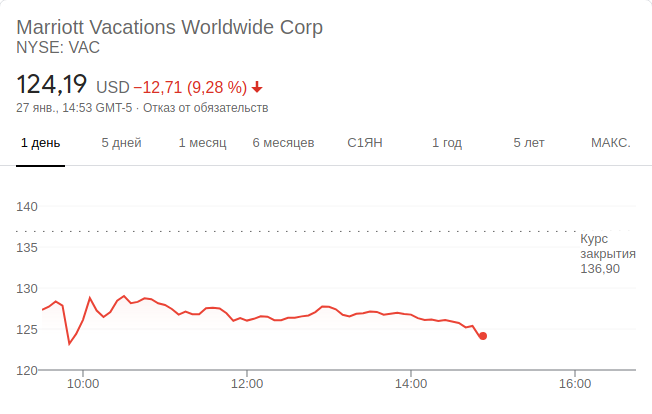 Marriott Vacations Worldwide Corp
NYSE: VAC
124,19 USD −12,71 (9,28 %)
27 янв., 14:53 GMT-5 · Отказ от обязательств
1 день 5 дней 1 месяц 6 месяцев С1ЯН 1 год 5 лет МАКС.
140
Курс
закрытия
136,90
135
130
125
120
10:00 12:00 14:00 16:00